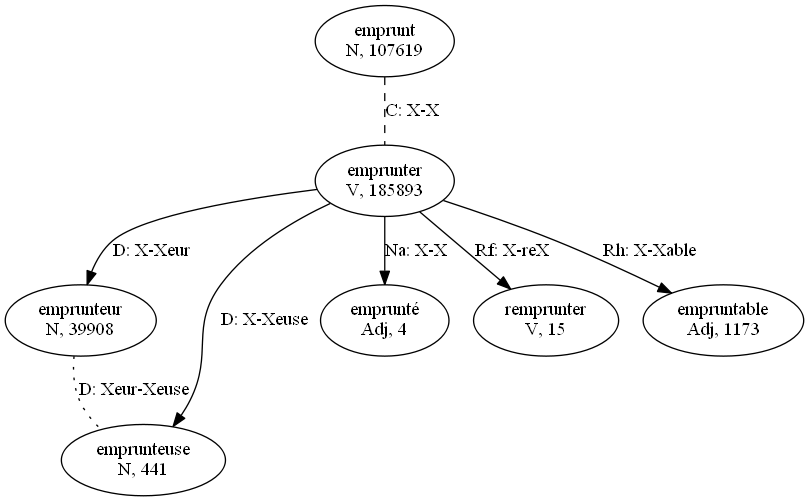 emprunt
N, 107619
C: X-X
emprunter
V, 185893
D: X-Xeur
Na: X-X
Rf: X-reX
Rh: X-Xable
emprunteur
N, 39908
D: X-Xeuse
emprunté
Adj, 4
remprunter
V, 15
empruntable
Adj, 1173
D: Xeur-Xeuse
emprunteuse
N, 441